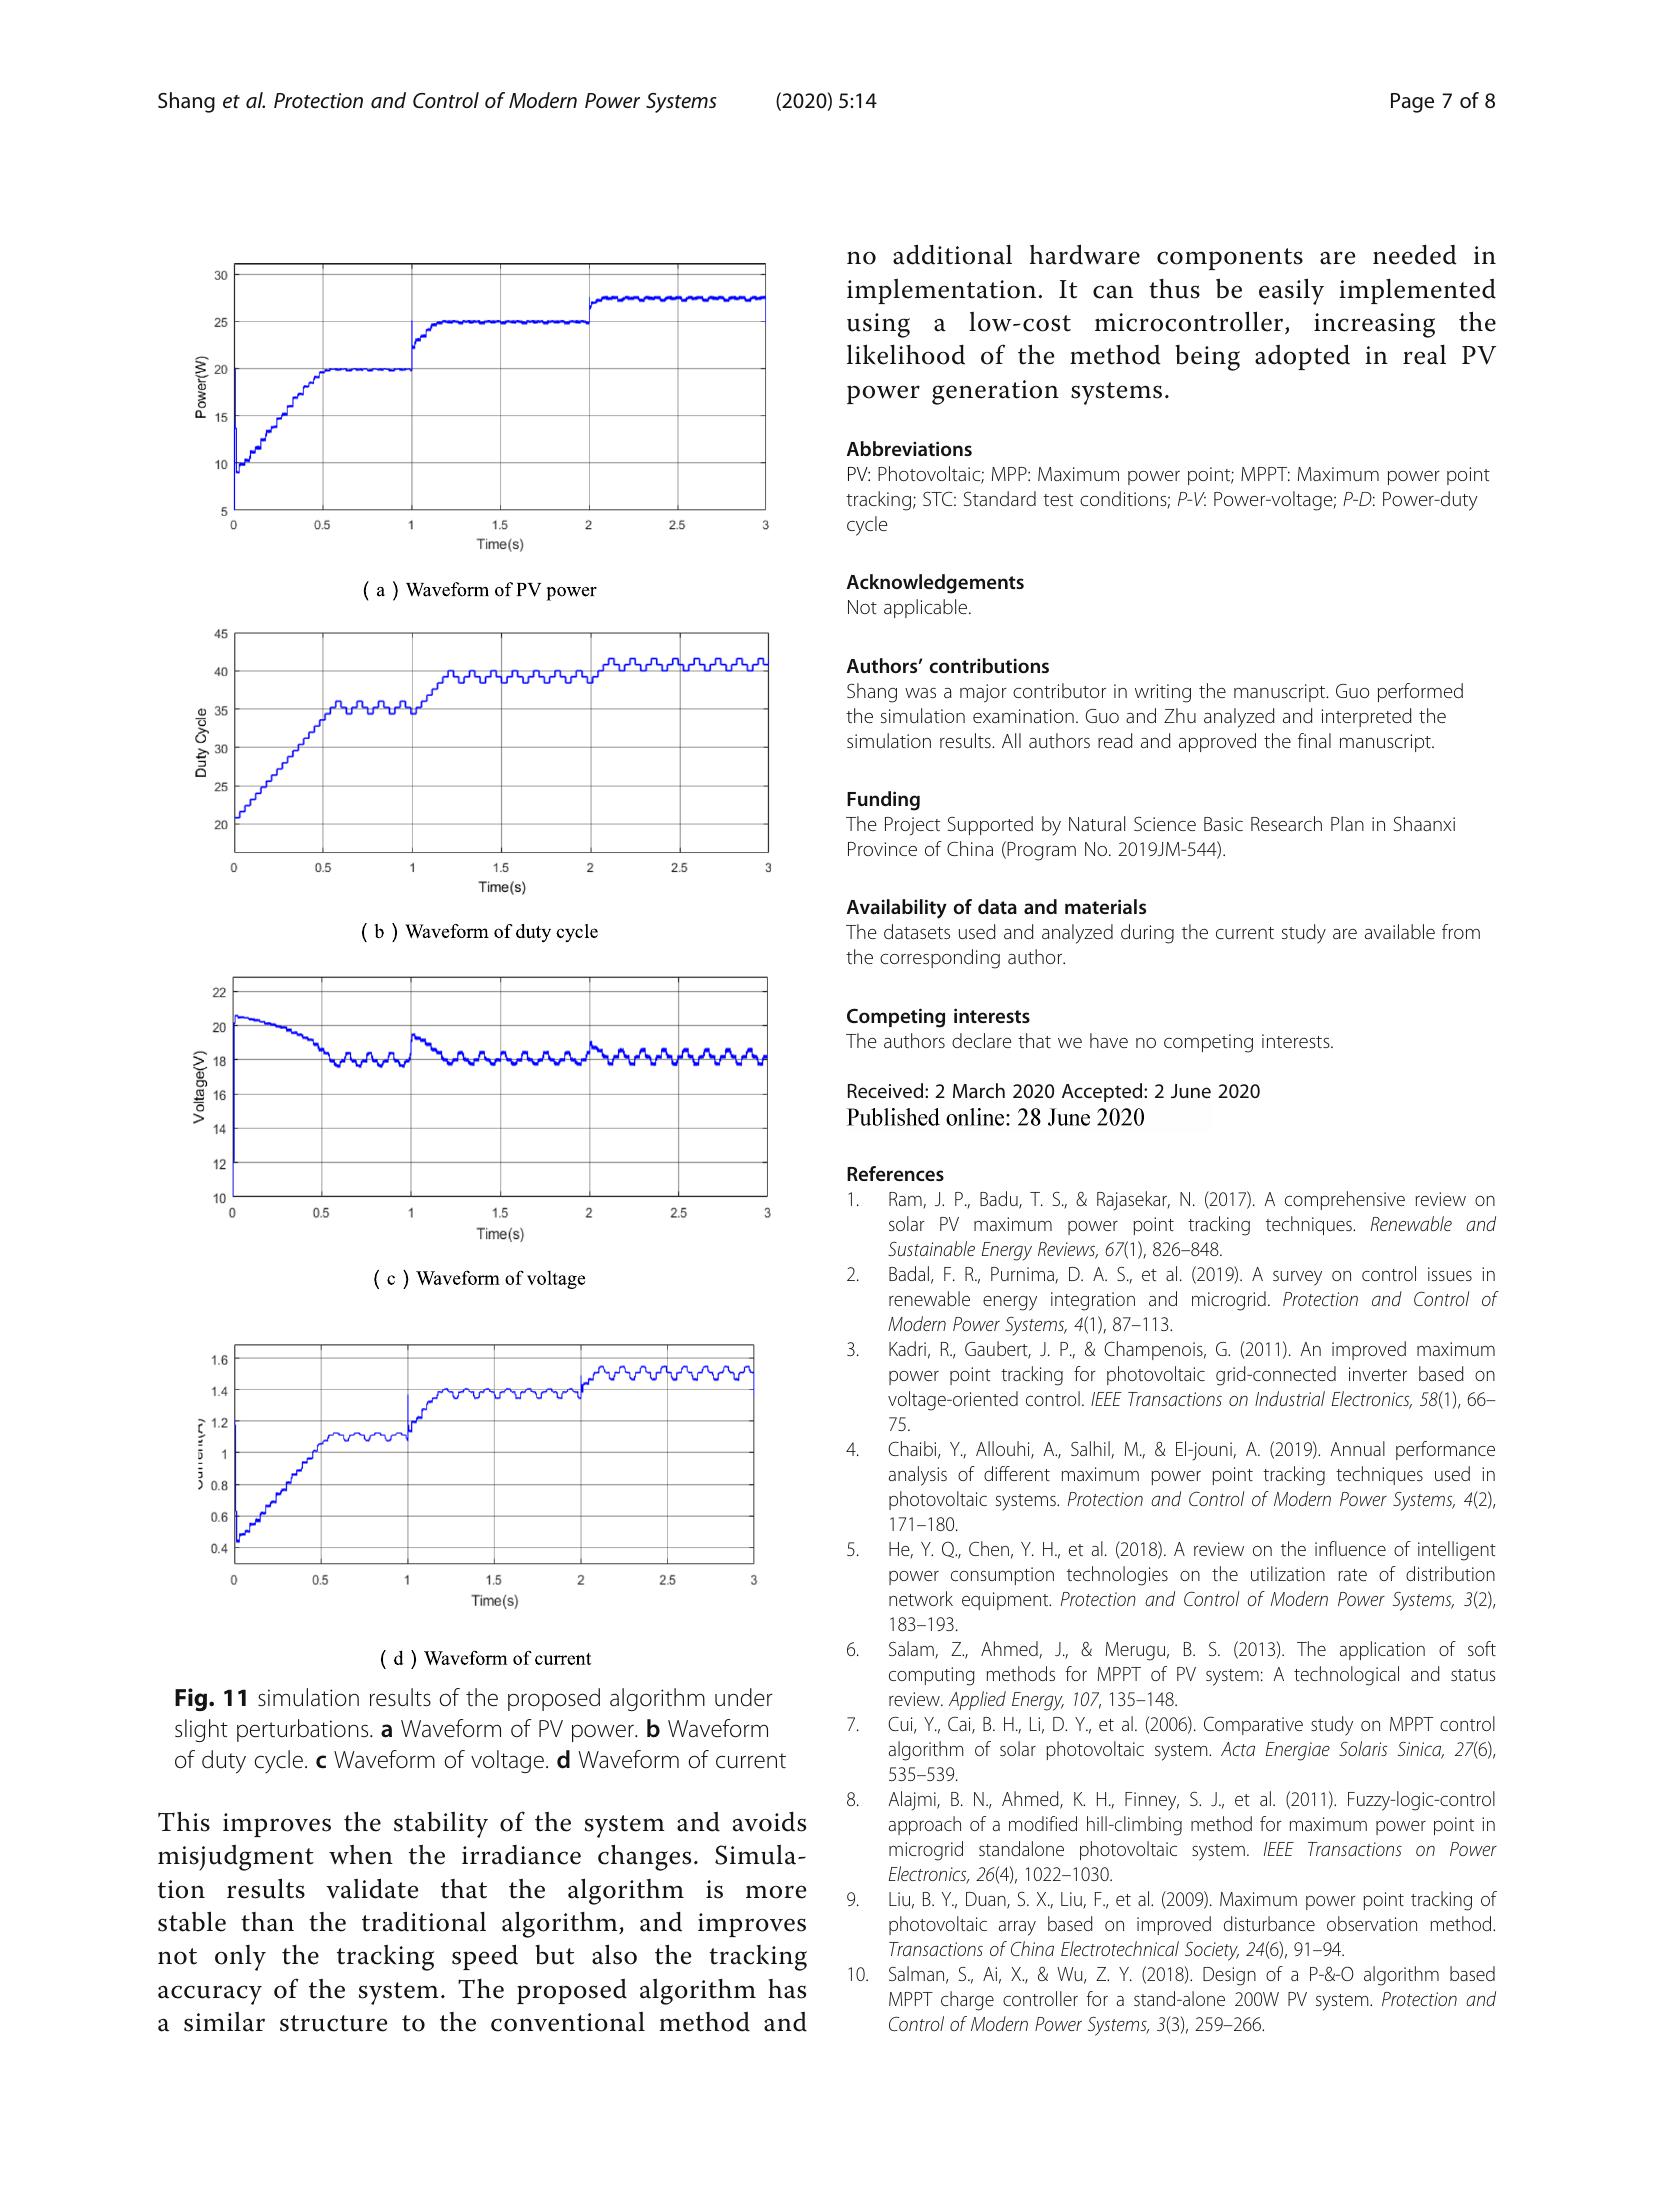 Shang et al. Protection and Control of Modern Power Systems (2020) 5:14 Page 7 of 8
30
25
20
15
10
5
Power(W)
0 0.5 1 1.5 2 2.5 3
Time(s)
( a ) Waveform of PV power
45
40
35
30
25
20
Duty Cycle
0 0.5 1 1.5 2 2.5 3
Time(s)
( b ) Waveform of duty cycle
22
20
18
16
14
12
10
Voltage(V)
0 0.5 1 1.5 2 2.5 3
Time(s)
( c ) Waveform of voltage
1.6
1.4
1.2
1
0.8
0.6
0.4
0 0.5 1 1.5 2 2.5 3
Time(s)
( d ) Waveform of current
Fig. 11 simulation results of the proposed algorithm under
slight perturbations. a Waveform of PV power. b Waveform
of duty cycle. c Waveform of voltage. d Waveform of current
This improves the stability of the system and avoids
misjudgment when the irradiance changes. Simula-
tion results validate that the algorithm is more
stable than the traditional algorithm, and improves
not only the tracking speed but also the tracking
accuracy of the system. The proposed algorithm has
a similar structure to the conventional method and
no additional hardware components are needed in
implementation. It can thus be easily implemented
using a low-cost microcontroller, increasing the
likelihood of the method being adopted in real PV
power generation systems.
Abbreviations
PV: Photovoltaic; MPP: Maximum power point; MPPT: Maximum power point
tracking; STC: Standard test conditions; P-V: Power-voltage; P-D: Power-duty
cycle
Acknowledgements
Not applicable.
Authors’ contributions
Shang was a major contributor in writing the manuscript. Guo performed
the simulation examination. Guo and Zhu analyzed and interpreted the
simulation results. All authors read and approved the final manuscript.
Funding
The Project Supported by Natural Science Basic Research Plan in Shaanxi
Province of China (Program No. 2019JM-544).
Availability of data and materials
The datasets used and analyzed during the current study are available from
the corresponding author.
Competing interests
The authors declare that we have no competing interests.
Received: 2 March 2020 Accepted: 2 June 2020
Published online: 28 June 2020
References
1. Ram, J. P., Badu, T. S., & Rajasekar, N. (2017). A comprehensive review on
solar PV maximum power point tracking techniques. Renewable and
Sustainable Energy Reviews, 67(1), 826–848.
2. Badal, F. R., Purnima, D. A. S., et al. (2019). A survey on control issues in
renewable energy integration and microgrid. Protection and Control of
Modern Power Systems, 4(1), 87–113.
3. Kadri, R., Gaubert, J. P., & Champenois, G. (2011). An improved maximum
power point tracking for photovoltaic grid-connected inverter based on
voltage-oriented control. IEEE Transactions on Industrial Electronics, 58(1), 66–
75.
4. Chaibi, Y., Allouhi, A., Salhil, M., & El-jouni, A. (2019). Annual performance
analysis of different maximum power point tracking techniques used in
photovoltaic systems. Protection and Control of Modern Power Systems, 4(2),
171–180.
5. He, Y. Q., Chen, Y. H., et al. (2018). A review on the influence of intelligent
power consumption technologies on the utilization rate of distribution
network equipment. Protection and Control of Modern Power Systems, 3(2),
183–193.
6. Salam, Z., Ahmed, J., & Merugu, B. S. (2013). The application of soft
computing methods for MPPT of PV system: A technological and status
review. Applied Energy, 107, 135–148.
7. Cui, Y., Cai, B. H., Li, D. Y., et al. (2006). Comparative study on MPPT control
algorithm of solar photovoltaic system. Acta Energiae Solaris Sinica, 27(6),
535–539.
8. Alajmi, B. N., Ahmed, K. H., Finney, S. J., et al. (2011). Fuzzy-logic-control
approach of a modified hill-climbing method for maximum power point in
microgrid standalone photovoltaic system. IEEE Transactions on Power
Electronics, 26(4), 1022–1030.
9. Liu, B. Y., Duan, S. X., Liu, F., et al. (2009). Maximum power point tracking of
photovoltaic array based on improved disturbance observation method.
Transactions of China Electrotechnical Society, 24(6), 91–94.
10. Salman, S., Ai, X., & Wu, Z. Y. (2018). Design of a P-&-O algorithm based
MPPT charge controller for a stand-alone 200W PV system. Protection and
Control of Modern Power Systems, 3(3), 259–266.